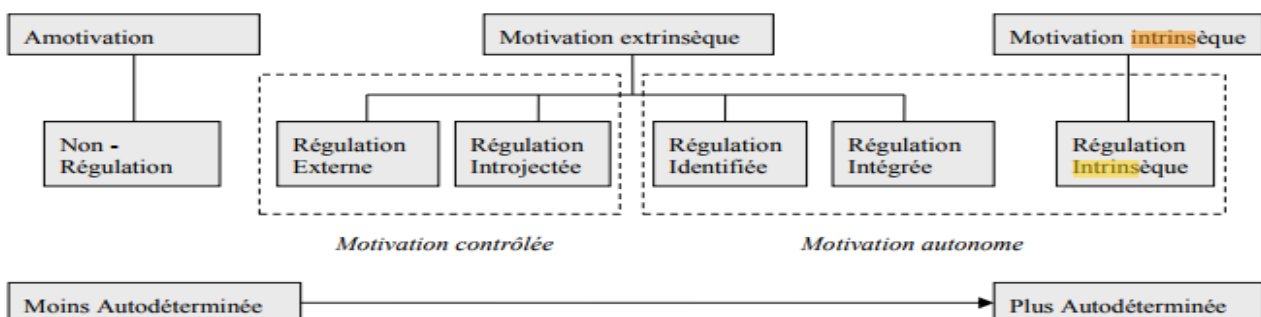 Amotivation
Motivation extrinsèque
Motivation intrinsèque
Non -
Régulation
Régulation
Externe
Régulation
Introjectée
Régulation
Identifiée
Régulation
Intégrée
Régulation
Intrinsèque
Motivation contrôlée
Motivation autonome
Moins Autodéterminée
Plus Autodéterminée